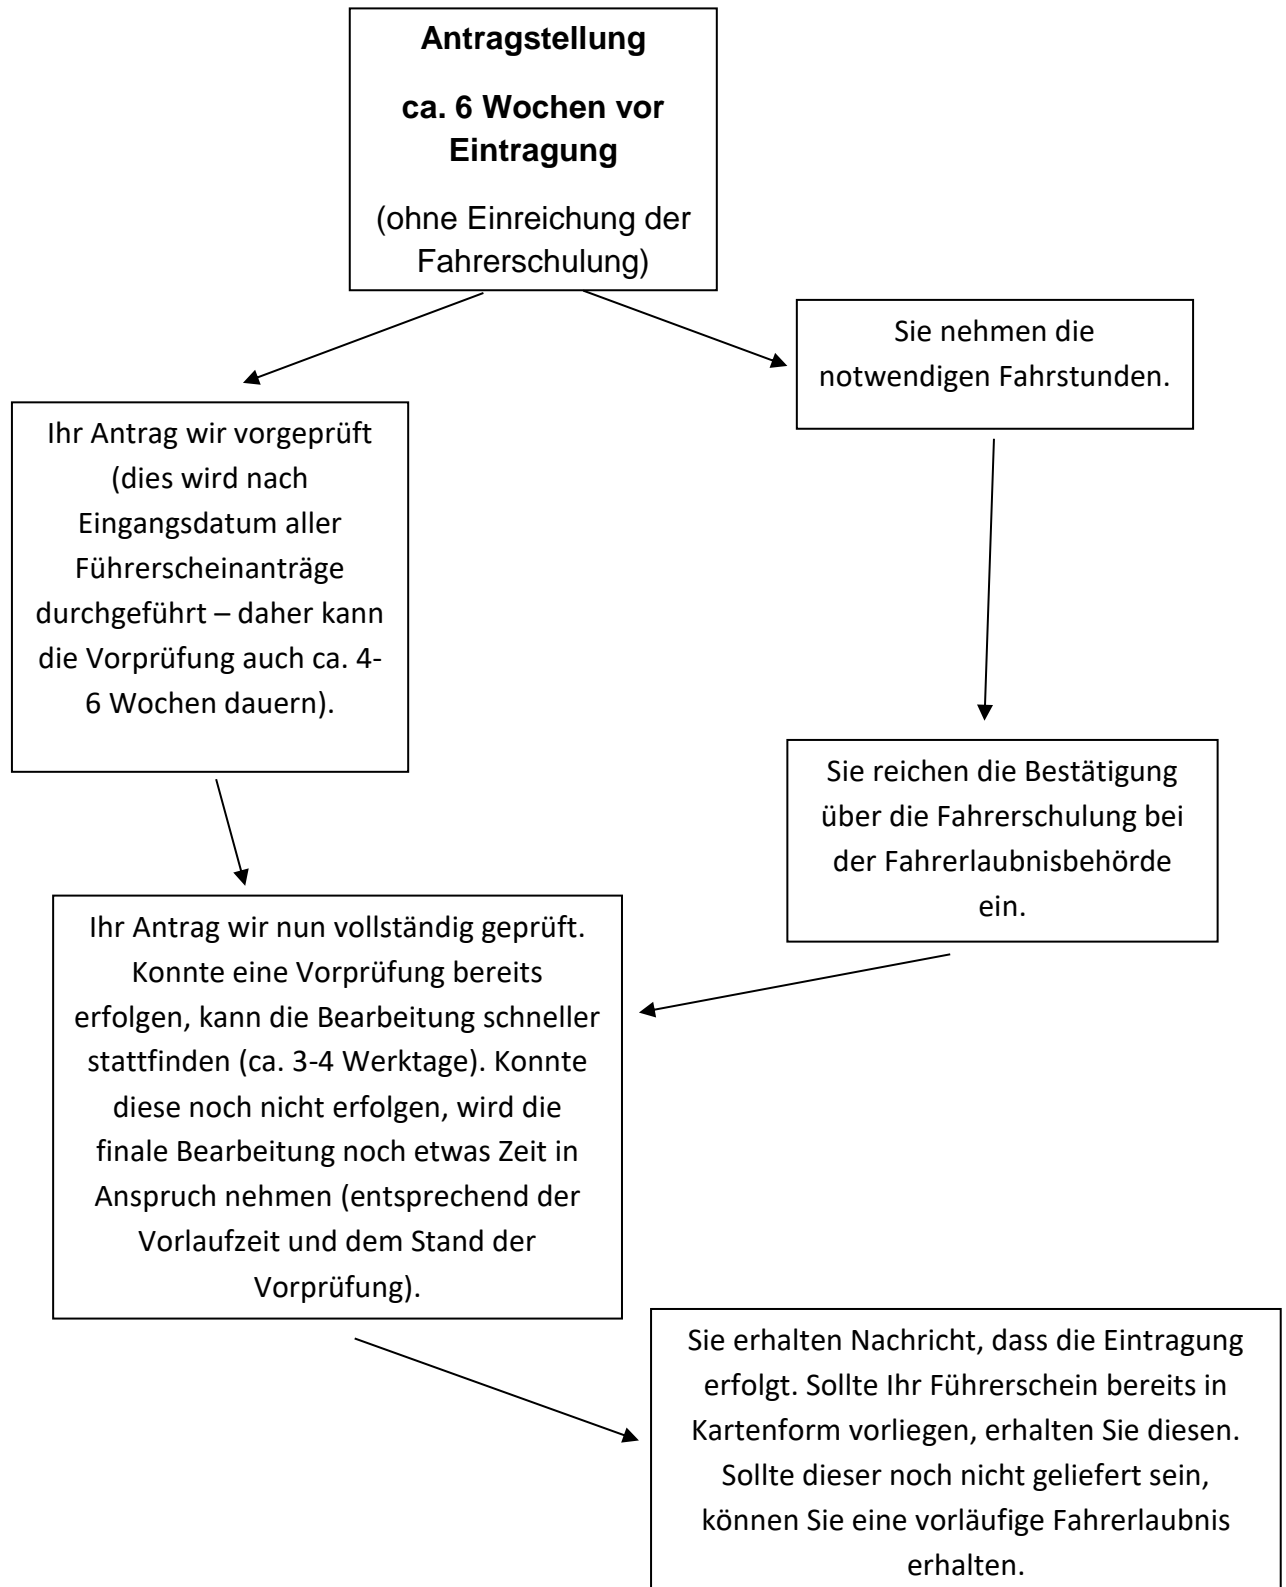 Antragstellung
ca. 6 Wochen vor
Eintragung
(ohne Einreichung der
Fahrerschulung)
Sie nehmen die
notwendigen Fahrstunden.
Ihr Antrag wir vorgeprüft
(dies wird nach
Eingangsdatum aller
Führerscheinanträge
durchgeführt – daher kann
die Vorprüfung auch ca. 4-
6 Wochen dauern).
Sie reichen die Bestätigung
über die Fahrerschulung bei
der Fahrerlaubnisbehörde
ein.
Ihr Antrag wir nun vollständig geprüft.
Konnte eine Vorprüfung bereits
erfolgen, kann die Bearbeitung schneller
stattfinden (ca. 3-4 Werktage). Konnte
diese noch nicht erfolgen, wird die
finale Bearbeitung noch etwas Zeit in
Anspruch nehmen (entsprechend der
Vorlaufzeit und dem Stand der
Vorprüfung).
Sie erhalten Nachricht, dass die Eintragung
erfolgt. Sollte Ihr Führerschein bereits in
Kartenform vorliegen, erhalten Sie diesen.
Sollte dieser noch nicht geliefert sein,
können Sie eine vorläufige Fahrerlaubnis
erhalten.